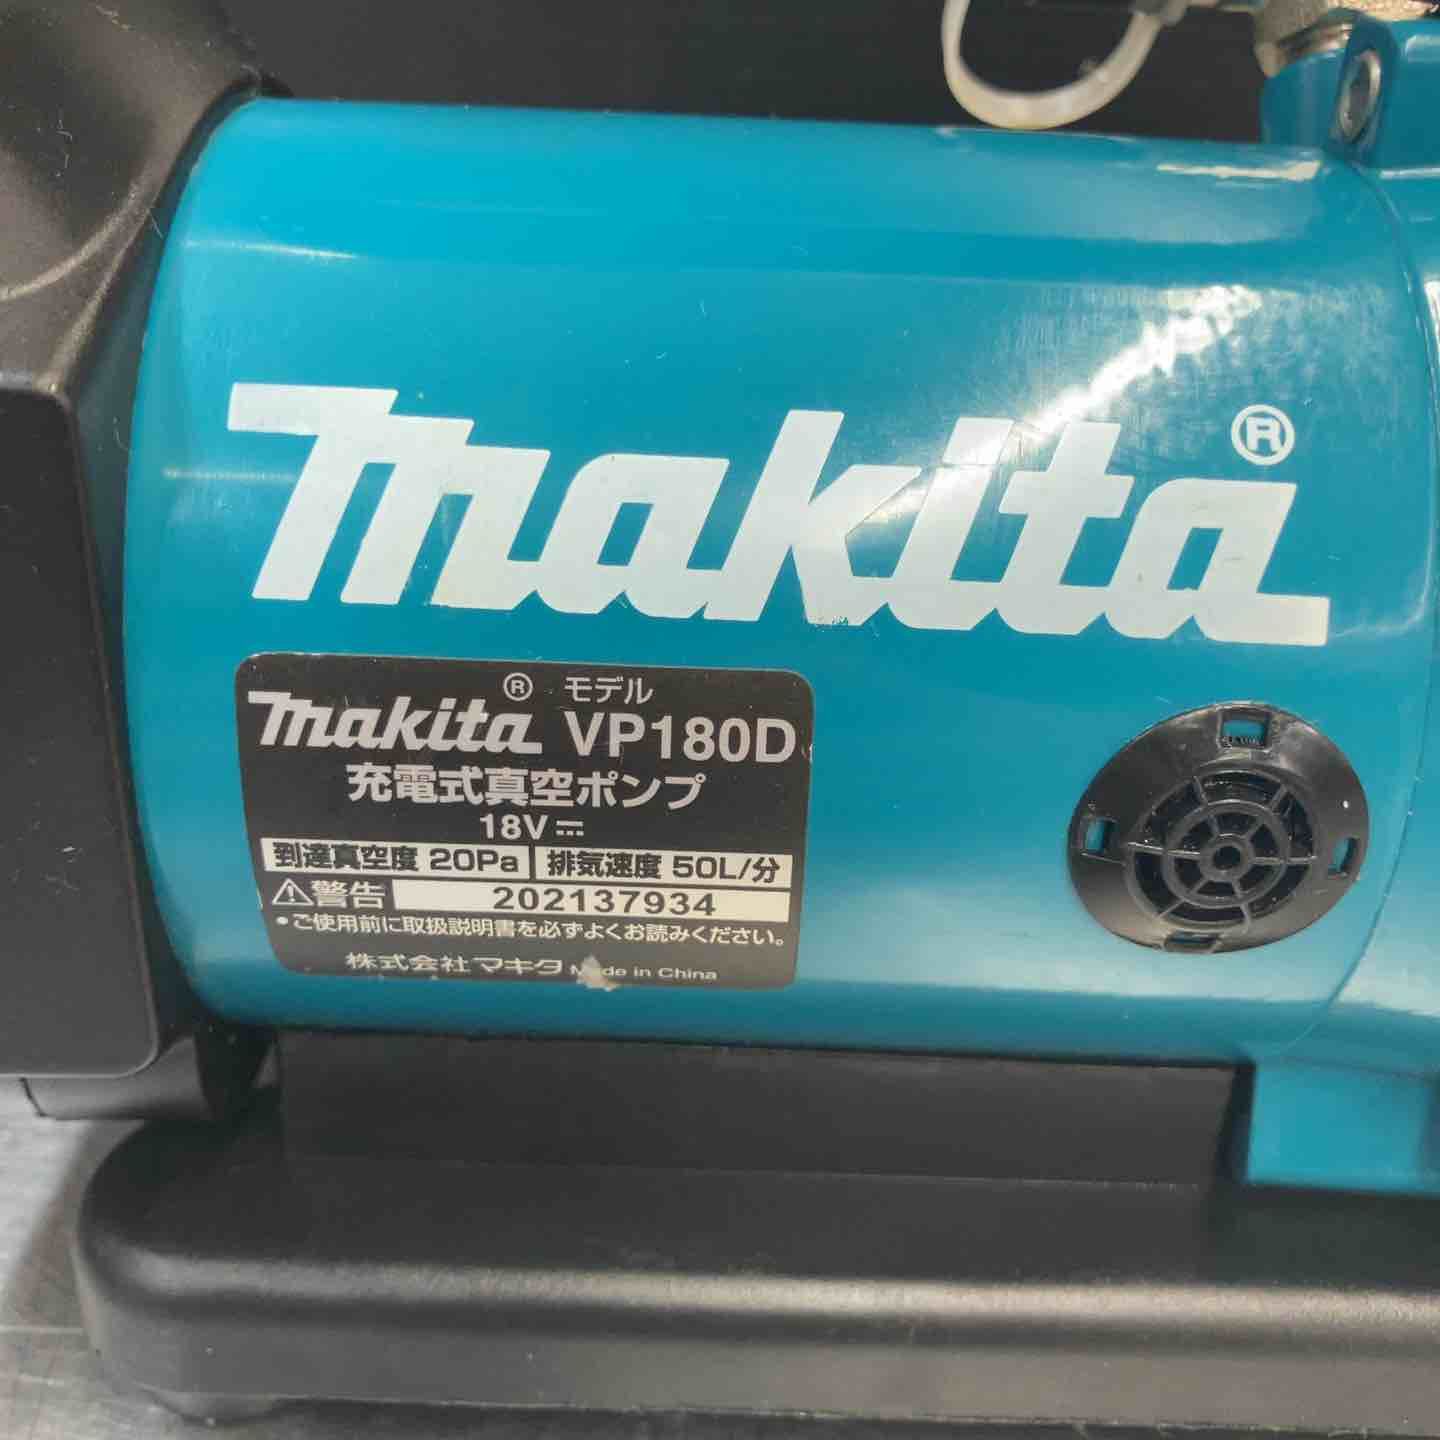 makita®
makita® モデル VP180D
充電式真空ポンプ
18V⎓
到達真空度 20Pa 排気速度 50L/分
⚠警告 202137934
•ご使用前に取扱説明書を必ずよくお読みください。
株式会社マキタ Made in China